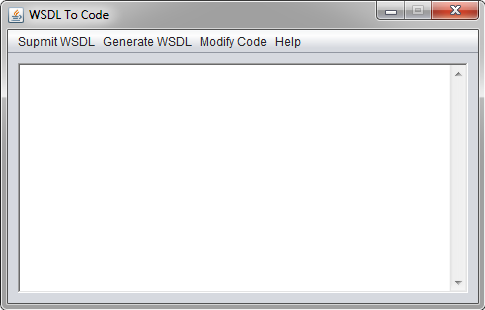 WSDL To Code
Supmit WSDL Generate WSDL Modify Code Help